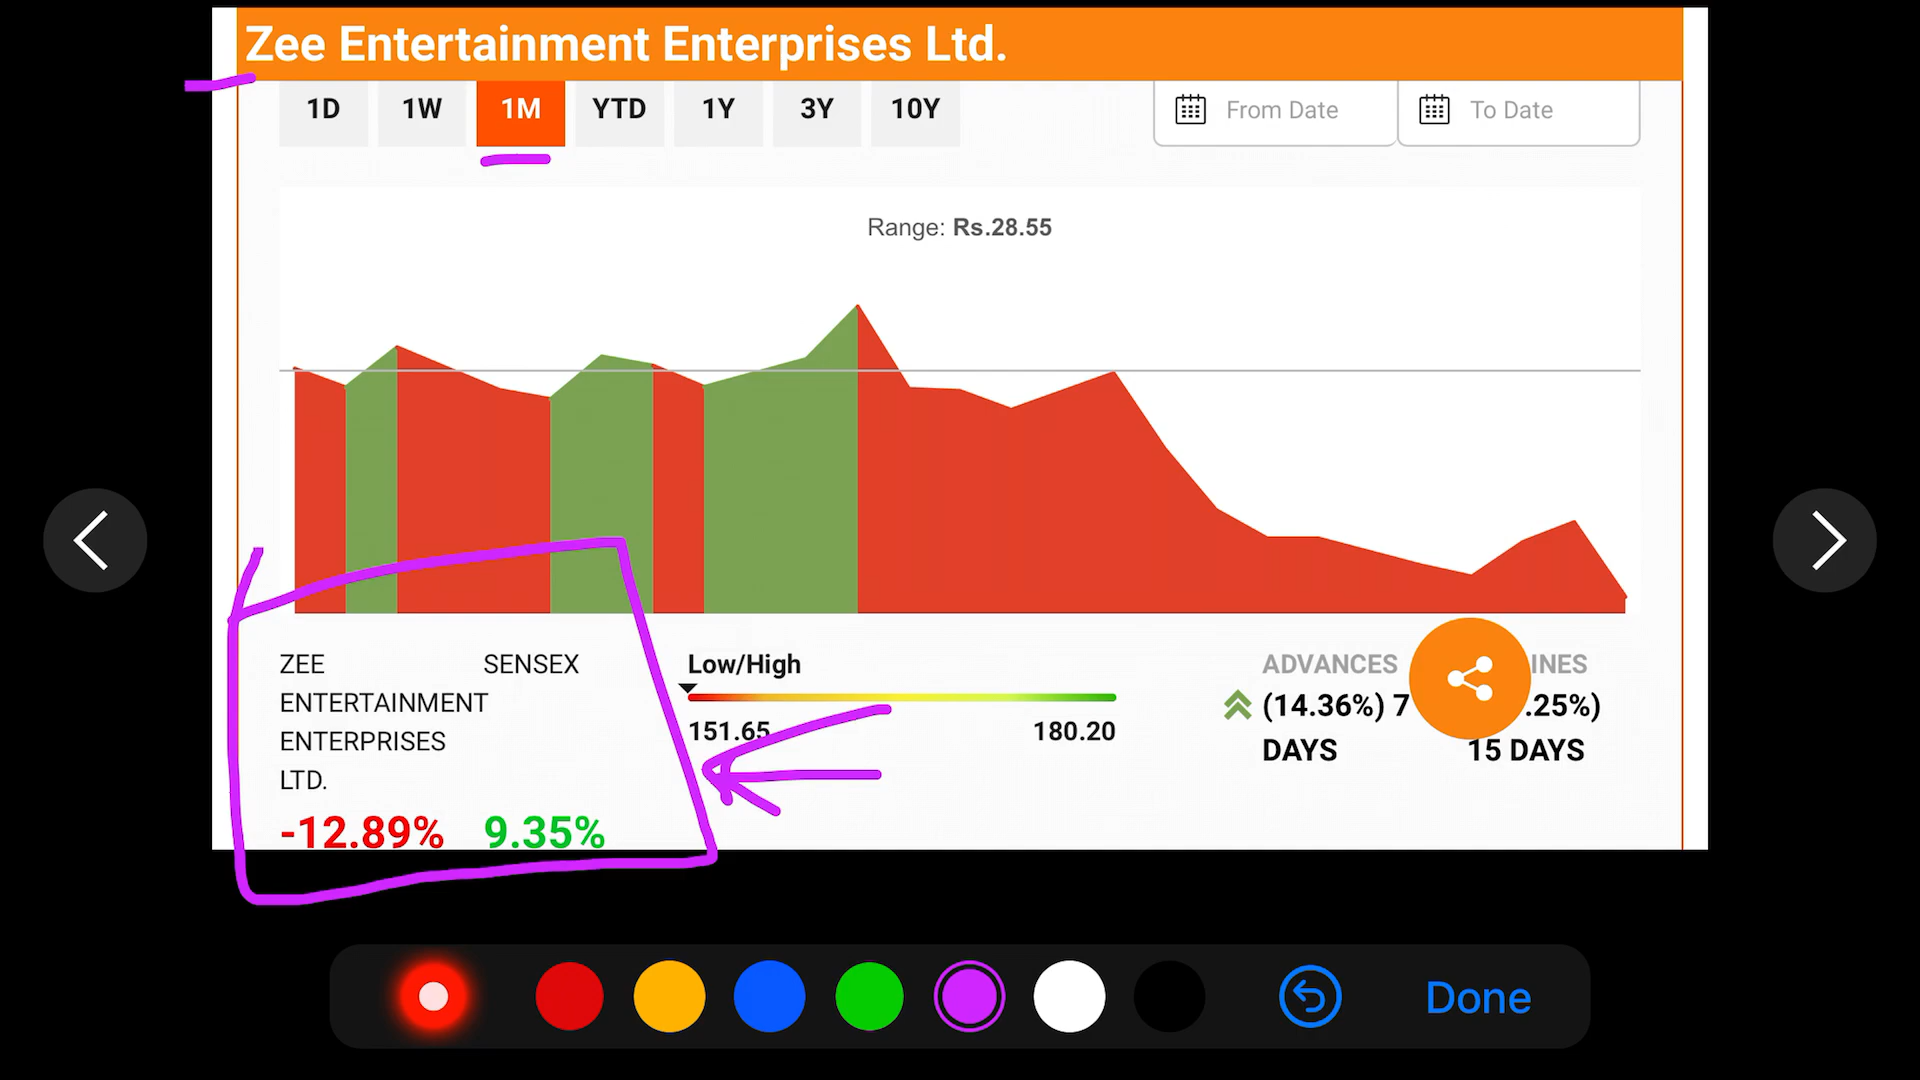 Zee Entertainment Enterprises Ltd.
1D 1W 1M YTD 1Y 3Y 10Y From Date To Date
Range: Rs.28.55
ZEE ENTERTAINMENT ENTERPRISES LTD.
-12.89%
SENSEX
9.35%
Low/High
151.65 180.20
ADVANCES
(14.36%) 7
DAYS
INES
.25%)
15 DAYS
Done